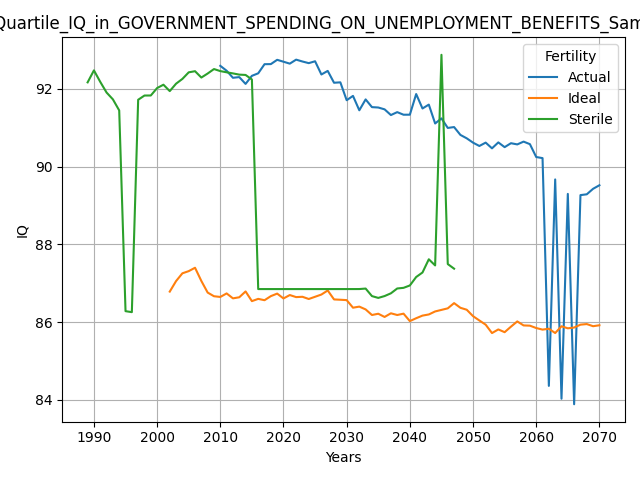 Quartile_IQ_in_GOVERNMENT_SPENDING_ON_UNEMPLOYMENT_BENEFITS_Sam
Fertility
Actual
Ideal
Sterile
92
90
88
86
84
IQ
1990 2000 2010 2020 2030 2040 2050 2060 2070
Years